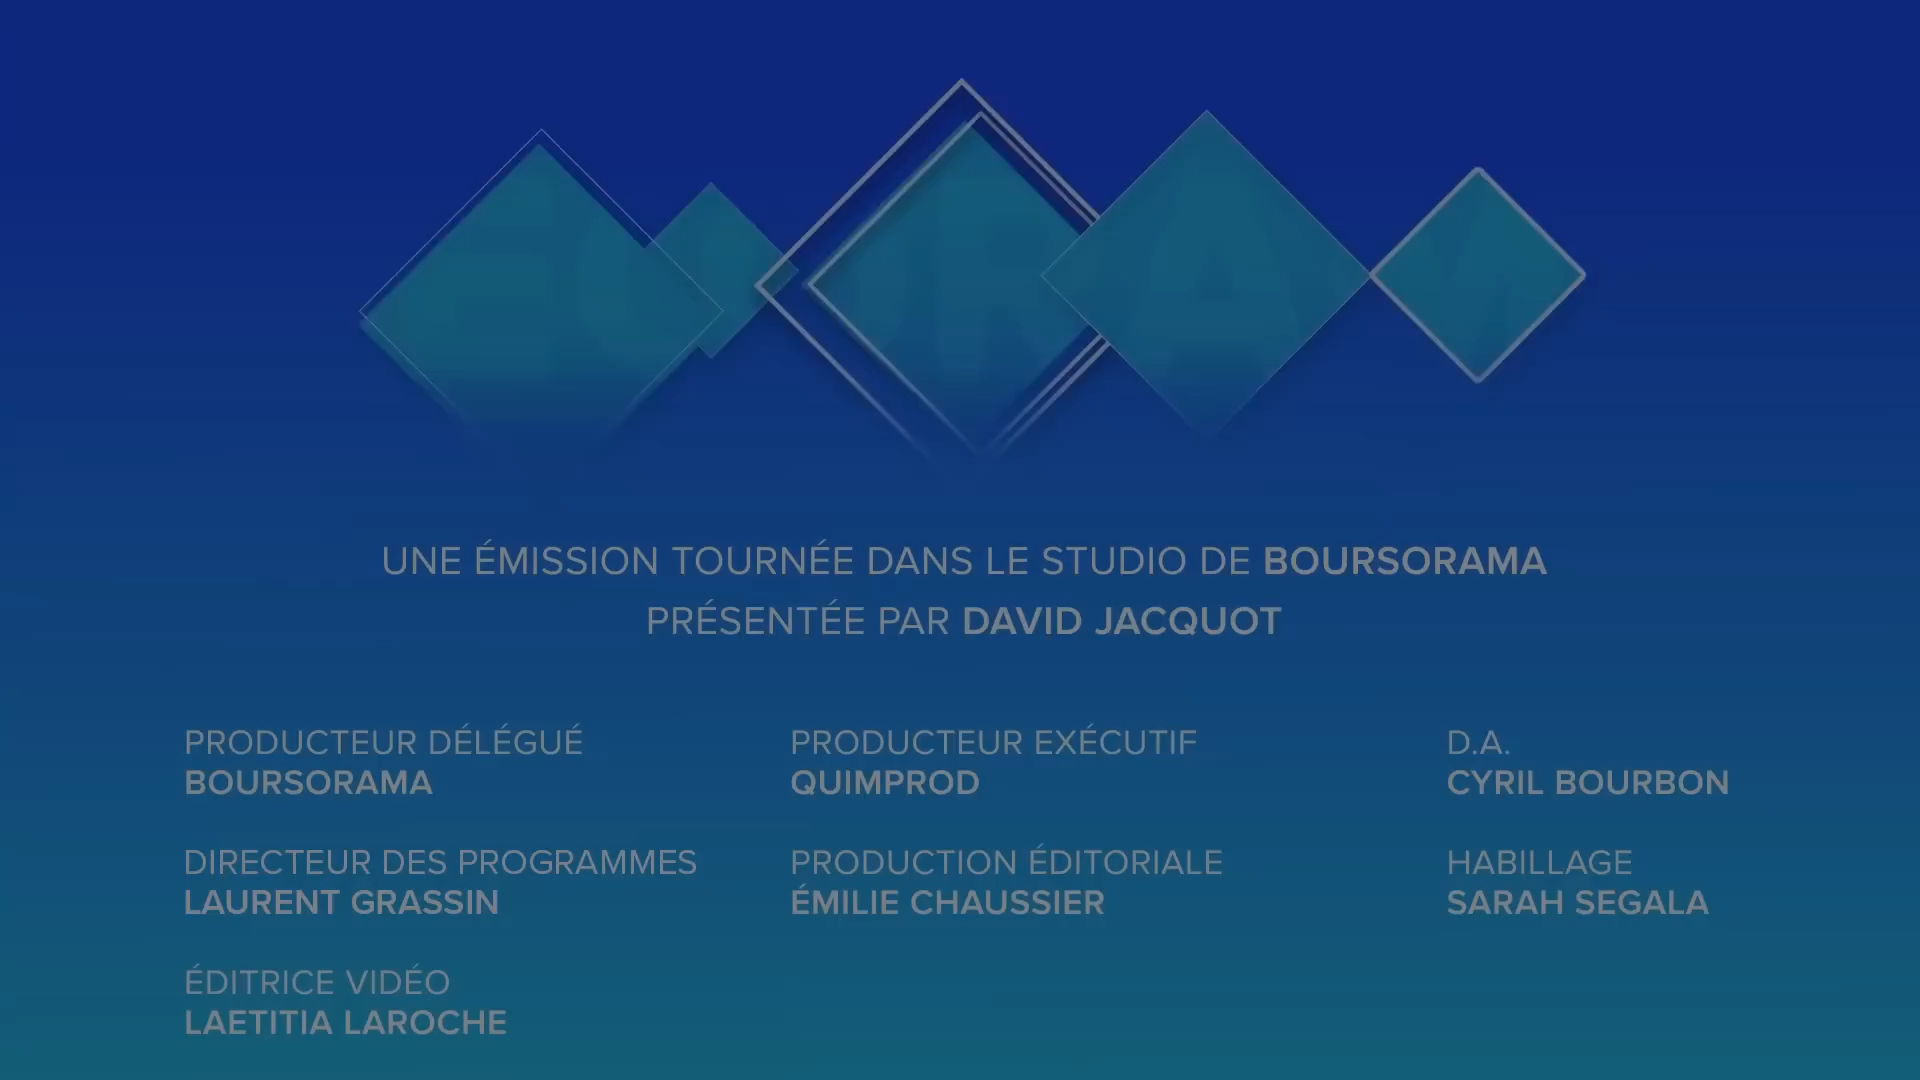 UNE ÉMISSION TOURNÉE DANS LE STUDIO DE BOURSORAMA
PRÉSENTÉE PAR DAVID JACQUOT
PRODUCTEUR DÉLÉGUÉ
BOURSORAMA
PRODUCTEUR EXÉCUTIF
QUIMPROD
D.A.
CYRIL BOURBON
DIRECTEUR DES PROGRAMMES
LAURENT GRASSIN
PRODUCTION ÉDITORIALE
ÉMILIE CHAUSSIER
HABILLAGE
SARAH SEGALA
ÉDITRICE VIDÉO
LAETITIA LAROCHE